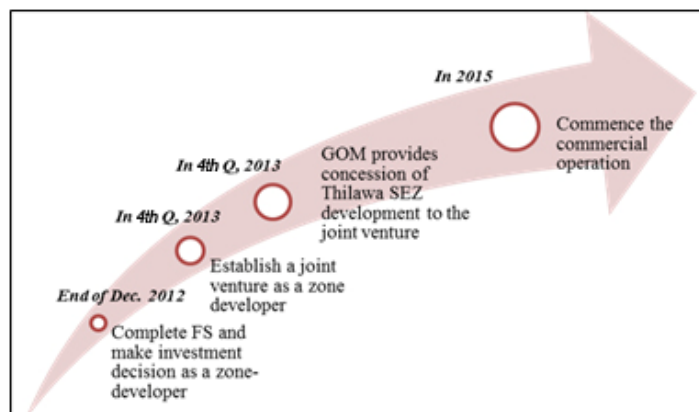 In 2015
Commence the
commercial
operation
In 4th Q, 2013
GOM provides
concession of
Thilawa SEZ
development to the
joint venture
In 4th Q, 2013
Establish a joint
venture as a zone
developer
End of Dec. 2012
Complete FS and
make investment
decision as a zone-
developer